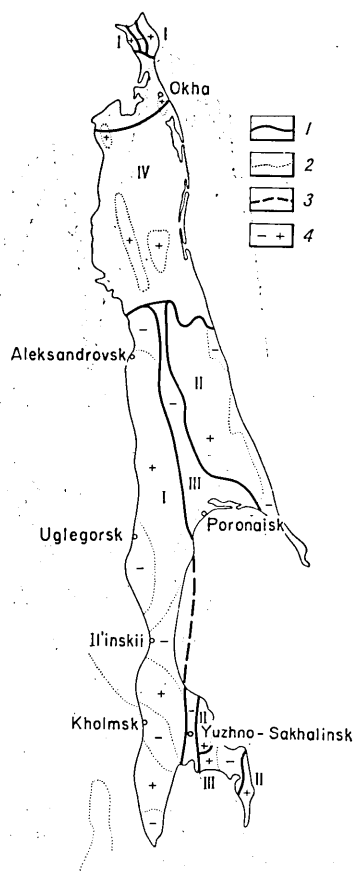 I I
Okha
1
2
3
4
IV
Aleksandrovsk
II
I
III
Poronaisk
Uglegorsk
Il'inskii
II
Kholmsk
Yuzhno-Sakhalinsk
III
II